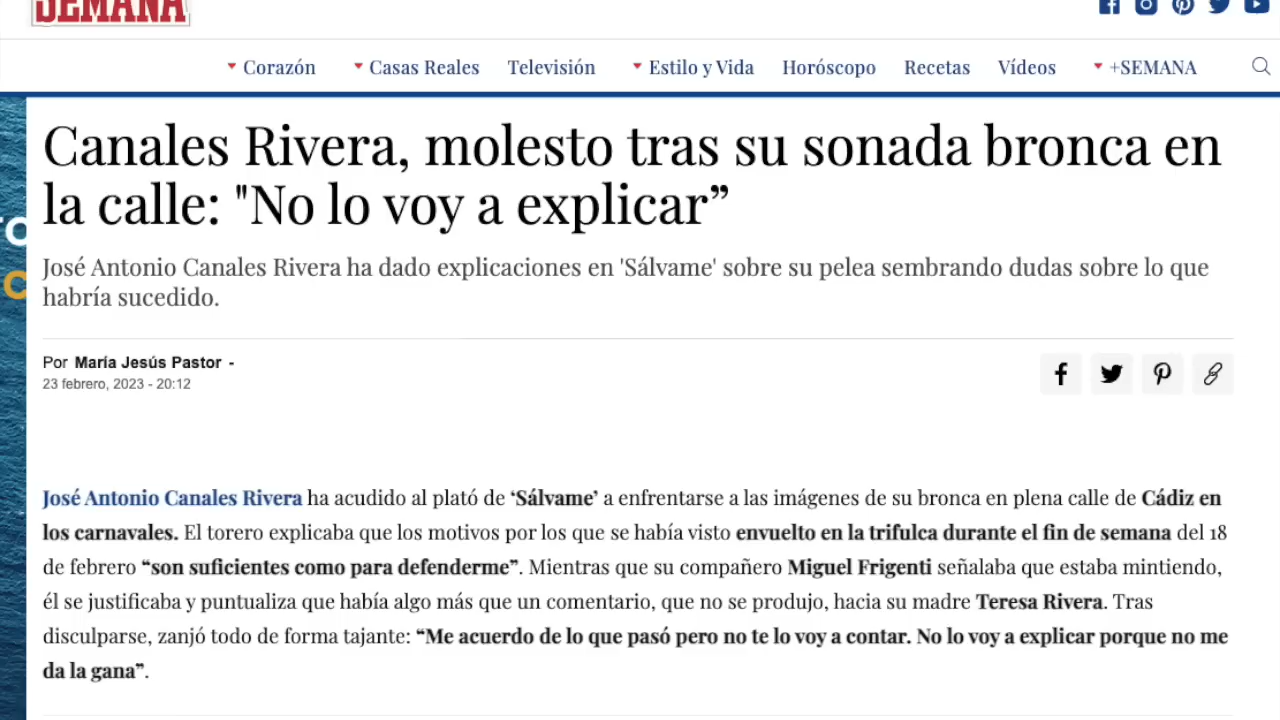 SEMANA
Corazón Casas Reales Televisión Estilo y Vida Horóscopo Recetas Vídeos +SEMANA
Canales Rivera, molesto tras su sonada bronca en
la calle: "No lo voy a explicar”
José Antonio Canales Rivera ha dado explicaciones en 'Sálvame' sobre su pelea sembrando dudas sobre lo que
habría sucedido.
Por María Jesús Pastor -
23 febrero, 2023 - 20:12
José Antonio Canales Rivera ha acudido al plató de ‘Sálvame’ a enfrentarse a las imágenes de su bronca en plena calle de Cádiz en
los carnavales. El torero explicaba que los motivos por los que se había visto envuelto en la trifulca durante el fin de semana del 18
de febrero “son suficientes como para defenderme”. Mientras que su compañero Miguel Frigenti señalaba que estaba mintiendo,
él se justificaba y puntualiza que había algo más que un comentario, que no se produjo, hacia su madre Teresa Rivera. Tras
disculparse, zanjó todo de forma tajante: “Me acuerdo de lo que pasó pero no te lo voy a contar. No lo voy a explicar porque no me
da la gana”.